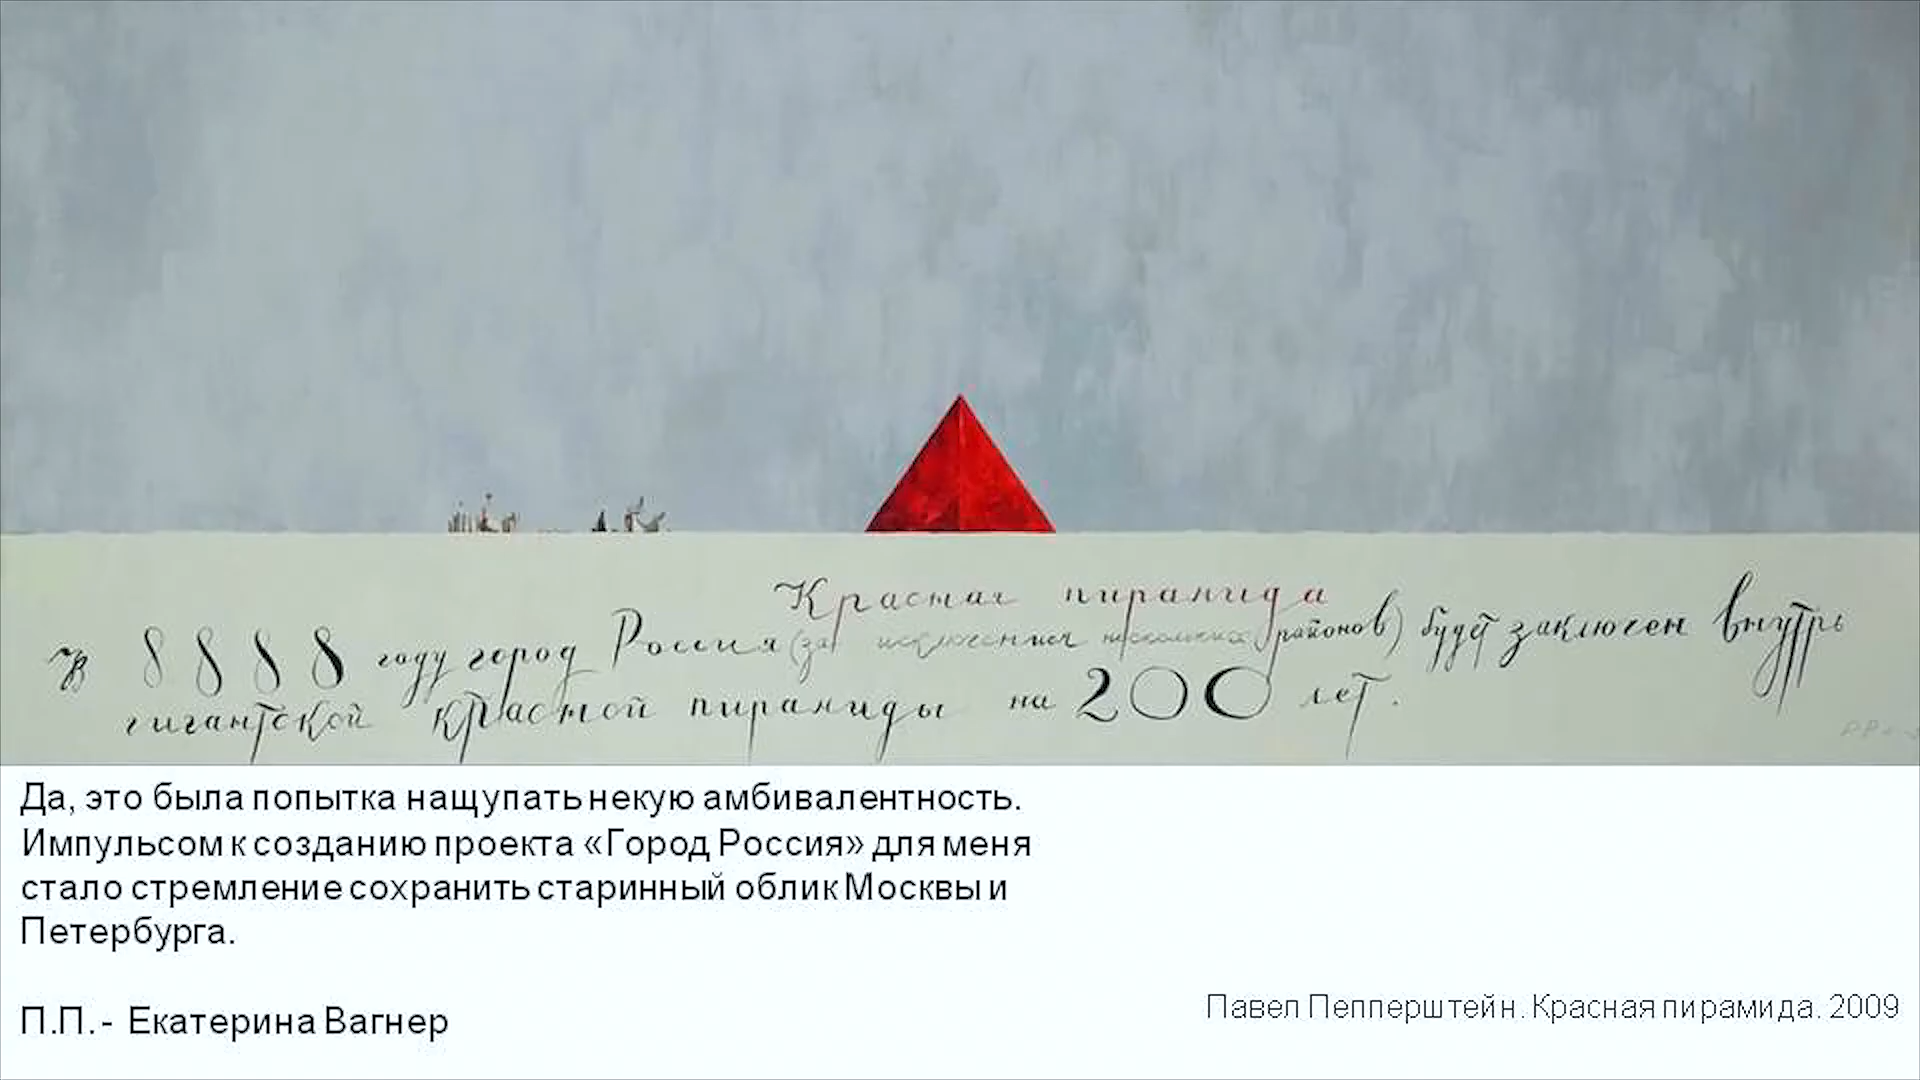 Красная пирамида
В 8888 году город Россия (за исключением нескольких районов) будет заключен внутрь
гигантской красной пирамиды на 200 лет.
Да, это была попытка нащупать некую амбивалентность.
Импульсом к созданию проекта «Город Россия» для меня
стало стремление сохранить старинный облик Москвы и
Петербурга.
П.П. - Екатерина Вагнер
Павел Пепперштейн. Красная пирамида. 2009